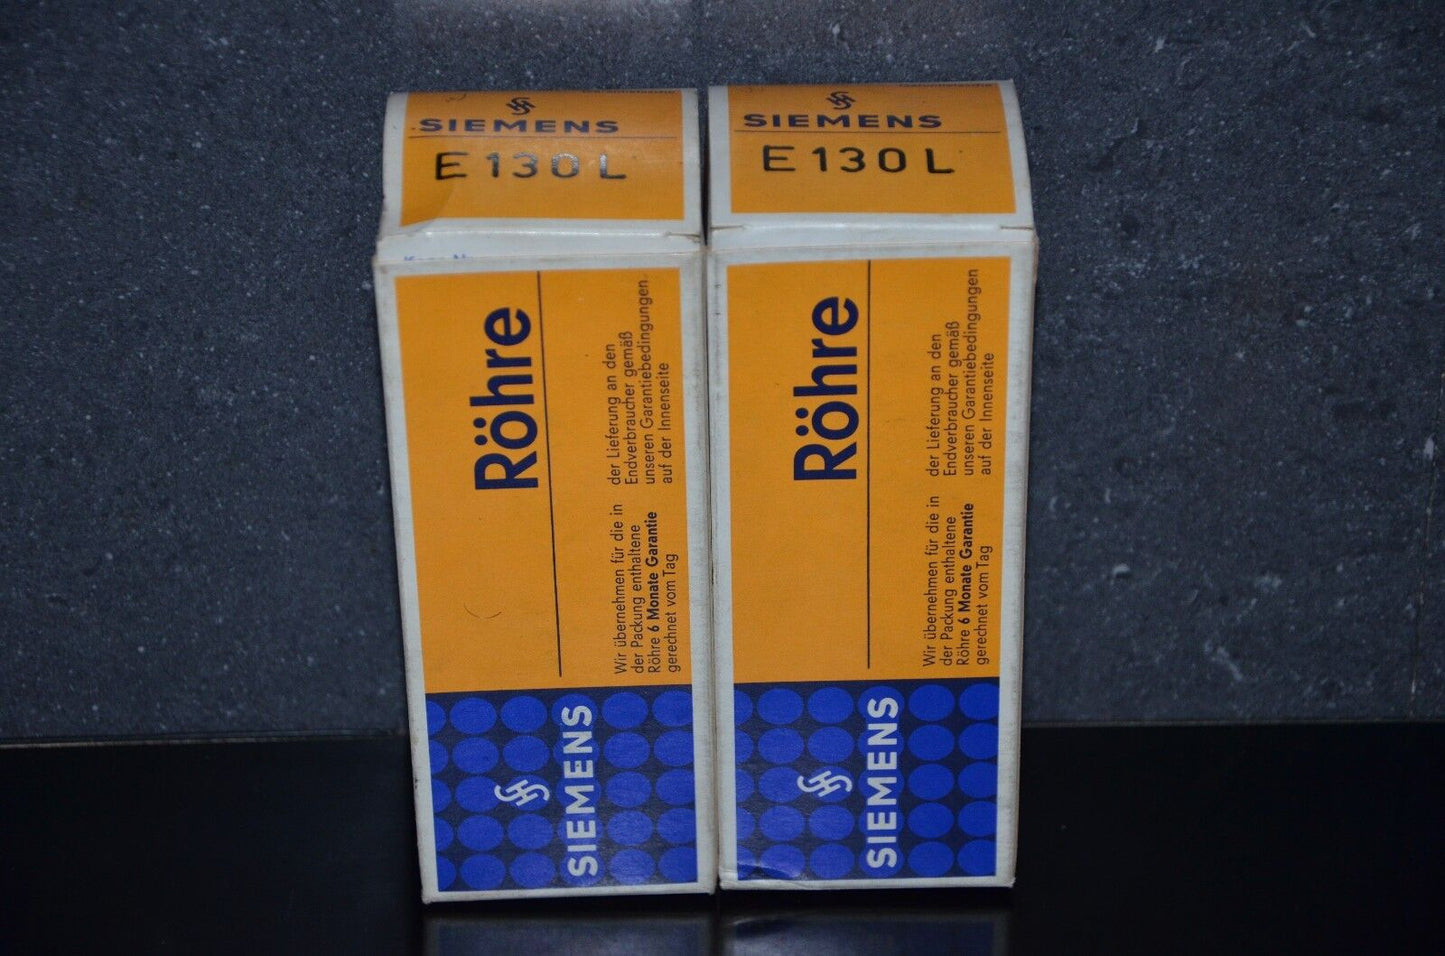 SIEMENS
E130L
Röhre
Wir übernehmen für die in
der Packung enthaltene
Röhre 6 Monate Garantie
gerechnet vom Tag
der Lieferung an den
Endverbraucher gemäß
unseren Garantiebedingungen
auf der Innenseite
SIEMENS
SIEMENS
E130L
Röhre
Wir übernehmen für die in
der Packung enthaltene
Röhre 6 Monate Garantie
gerechnet vom Tag
der Lieferung an den
Endverbraucher gemäß
unseren Garantiebedingungen
auf der Innenseite
SIEMENS